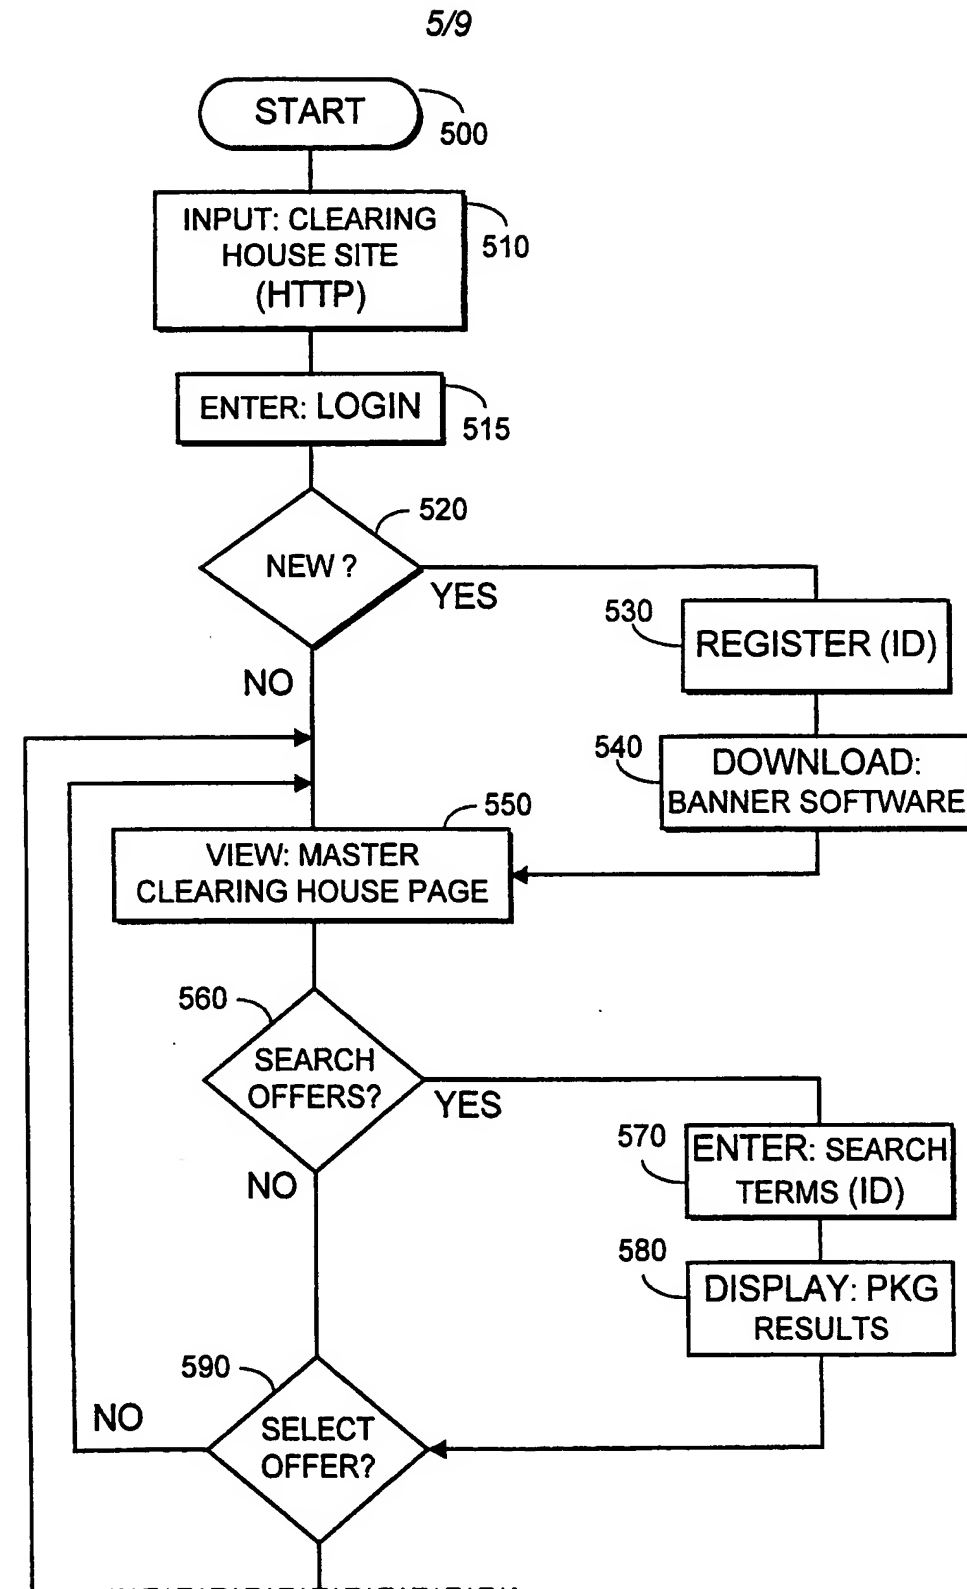 5/9
START
500
INPUT: CLEARING
HOUSE SITE
(HTTP)
510
ENTER: LOGIN
515
520
NEW ?
YES
530
REGISTER (ID)
NO
540
DOWNLOAD:
BANNER SOFTWARE
550
VIEW: MASTER
CLEARING HOUSE PAGE
560
SEARCH
OFFERS?
YES
570
ENTER: SEARCH
TERMS (ID)
NO
580
DISPLAY: PKG
RESULTS
590
NO
SELECT
OFFER?